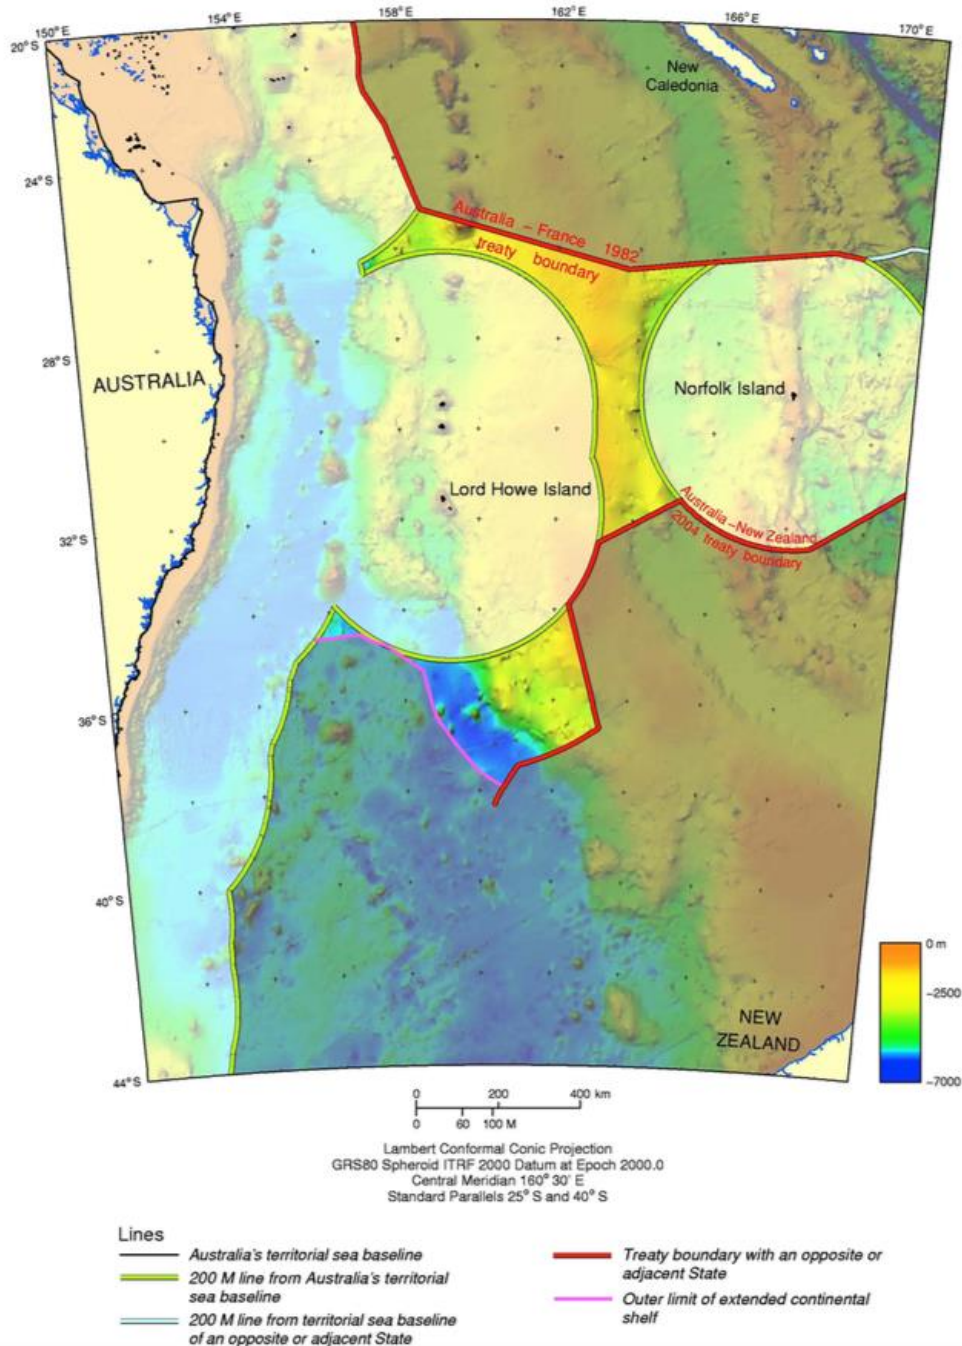 150° E
154° E
158° E
162° E
166° E
170° E
20° S
24° S
28° S
32° S
36° S
40° S
44° S
New
Caledonia
Australia – France 1982
treaty boundary
AUSTRALIA
Norfolk Island
Lord Howe Island
Australia –New Zealand
2004 treaty boundary
NEW
ZEALAND
0 m
–2500
–7000
0 200 400 km
0 60 100 M
Lambert Conformal Conic Projection
GRS80 Spheroid ITRF 2000 Datum at Epoch 2000.0
Central Meridian 160° 30' E
Standard Parallels 25° S and 40° S
Lines
Australia's territorial sea baseline
200 M line from Australia's territorial
sea baseline
200 M line from territorial sea baseline
of an opposite or adjacent State
Treaty boundary with an opposite or
adjacent State
Outer limit of extended continental
shelf